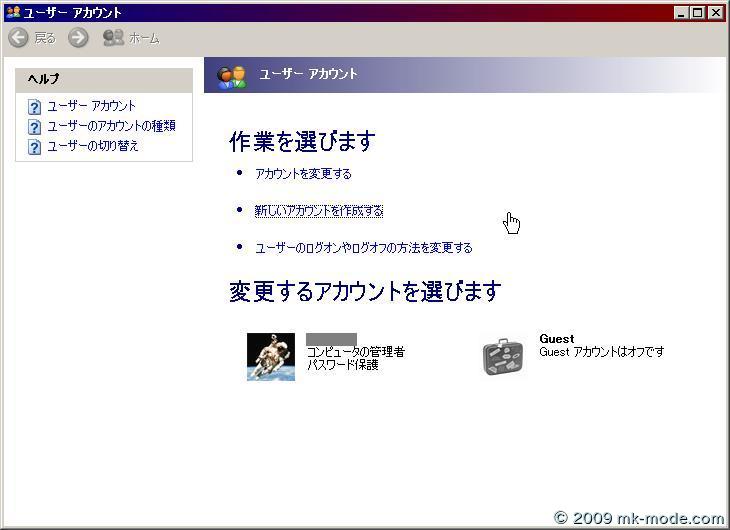 ユーザー アカウント
戻る ホーム
ヘルプ
ユーザー アカウント
ユーザーのアカウントの種類
ユーザーの切り替え
ユーザー アカウント
作業を選びます
アカウントを変更する
新しいアカウントを作成する
ユーザーのログオンやログオフの方法を変更する
変更するアカウントを選びます
コンピュータの管理者
パスワード保護
Guest
Guest アカウントはオフです
© 2009 mk-mode.com